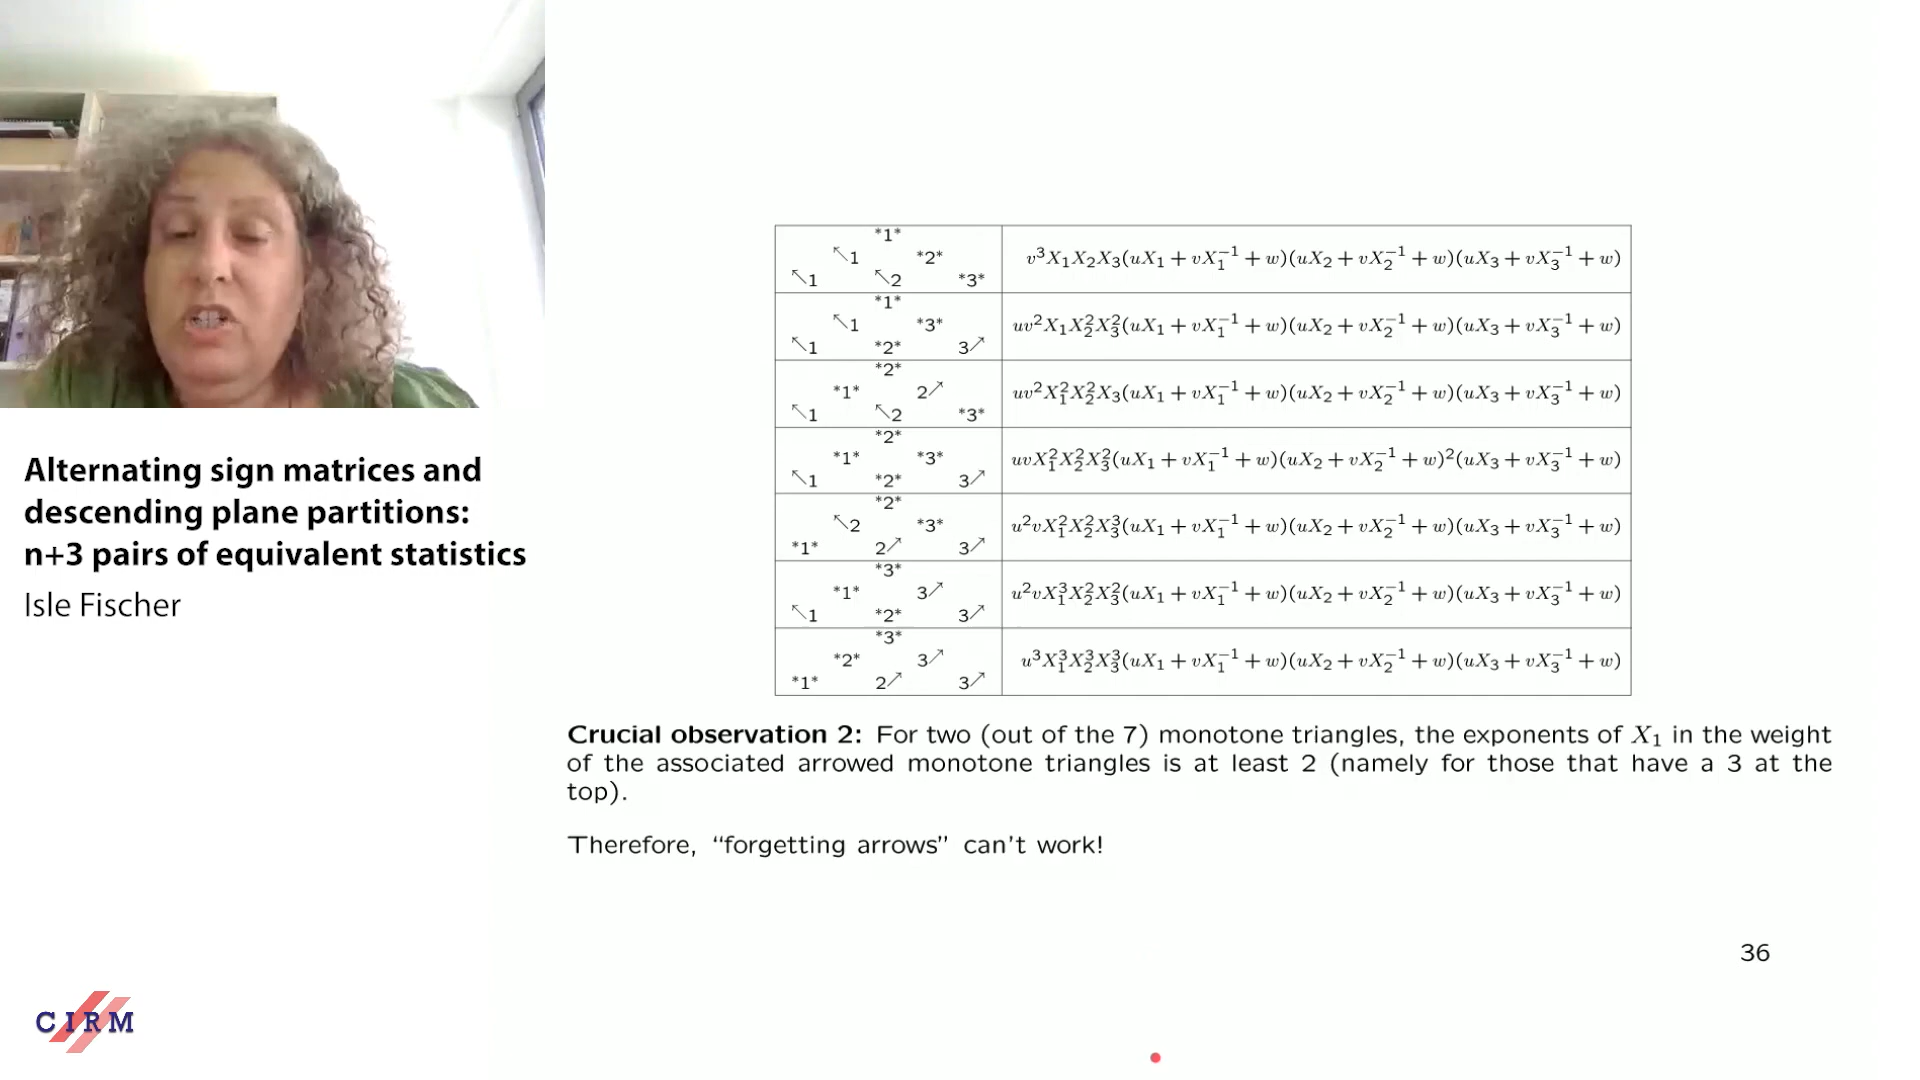 Alternating sign matrices and
descending plane partitions:
n+3 pairs of equivalent statistics
Isle Fischer
CIRM
*1*
↖1 *2*
↖1 ↖2 *3*
v³X₁X₂X₃(uX₁ + vX₁⁻¹ + w)(uX₂ + vX₂⁻¹ + w)(uX₃ + vX₃⁻¹ + w)
*1*
↖1 *3*
↖1 *2* 3↗
uv²X₁X₂²X₃²(uX₁ + vX₁⁻¹ + w)(uX₂ + vX₂⁻¹ + w)(uX₃ + vX₃⁻¹ + w)
*2*
*1* 2↗
↖1 ↖2 *3*
uv²X₁²X₂²X₃(uX₁ + vX₁⁻¹ + w)(uX₂ + vX₂⁻¹ + w)(uX₃ + vX₃⁻¹ + w)
*2*
*1* *3*
↖1 *2* 3↗
uvX₁²X₂²X₃²(uX₁ + vX₁⁻¹ + w)(uX₂ + vX₂⁻¹ + w)²(uX₃ + vX₃⁻¹ + w)
*2*
↖2 *3*
*1* 2↗ 3↗
u²vX₁²X₂²X₃³(uX₁ + vX₁⁻¹ + w)(uX₂ + vX₂⁻¹ + w)(uX₃ + vX₃⁻¹ + w)
*3*
*1* 3↗
↖1 *2* 3↗
u²vX₁³X₂²X₃²(uX₁ + vX₁⁻¹ + w)(uX₂ + vX₂⁻¹ + w)(uX₃ + vX₃⁻¹ + w)
*3*
*2* 3↗
*1* 2↗ 3↗
u³X₁³X₂³X₃³(uX₁ + vX₁⁻¹ + w)(uX₂ + vX₂⁻¹ + w)(uX₃ + vX₃⁻¹ + w)
Crucial observation 2: For two (out of the 7) monotone triangles, the exponents of X₁ in the weight
of the associated arrowed monotone triangles is at least 2 (namely for those that have a 3 at the
top).
Therefore, “forgetting arrows” can't work!
36